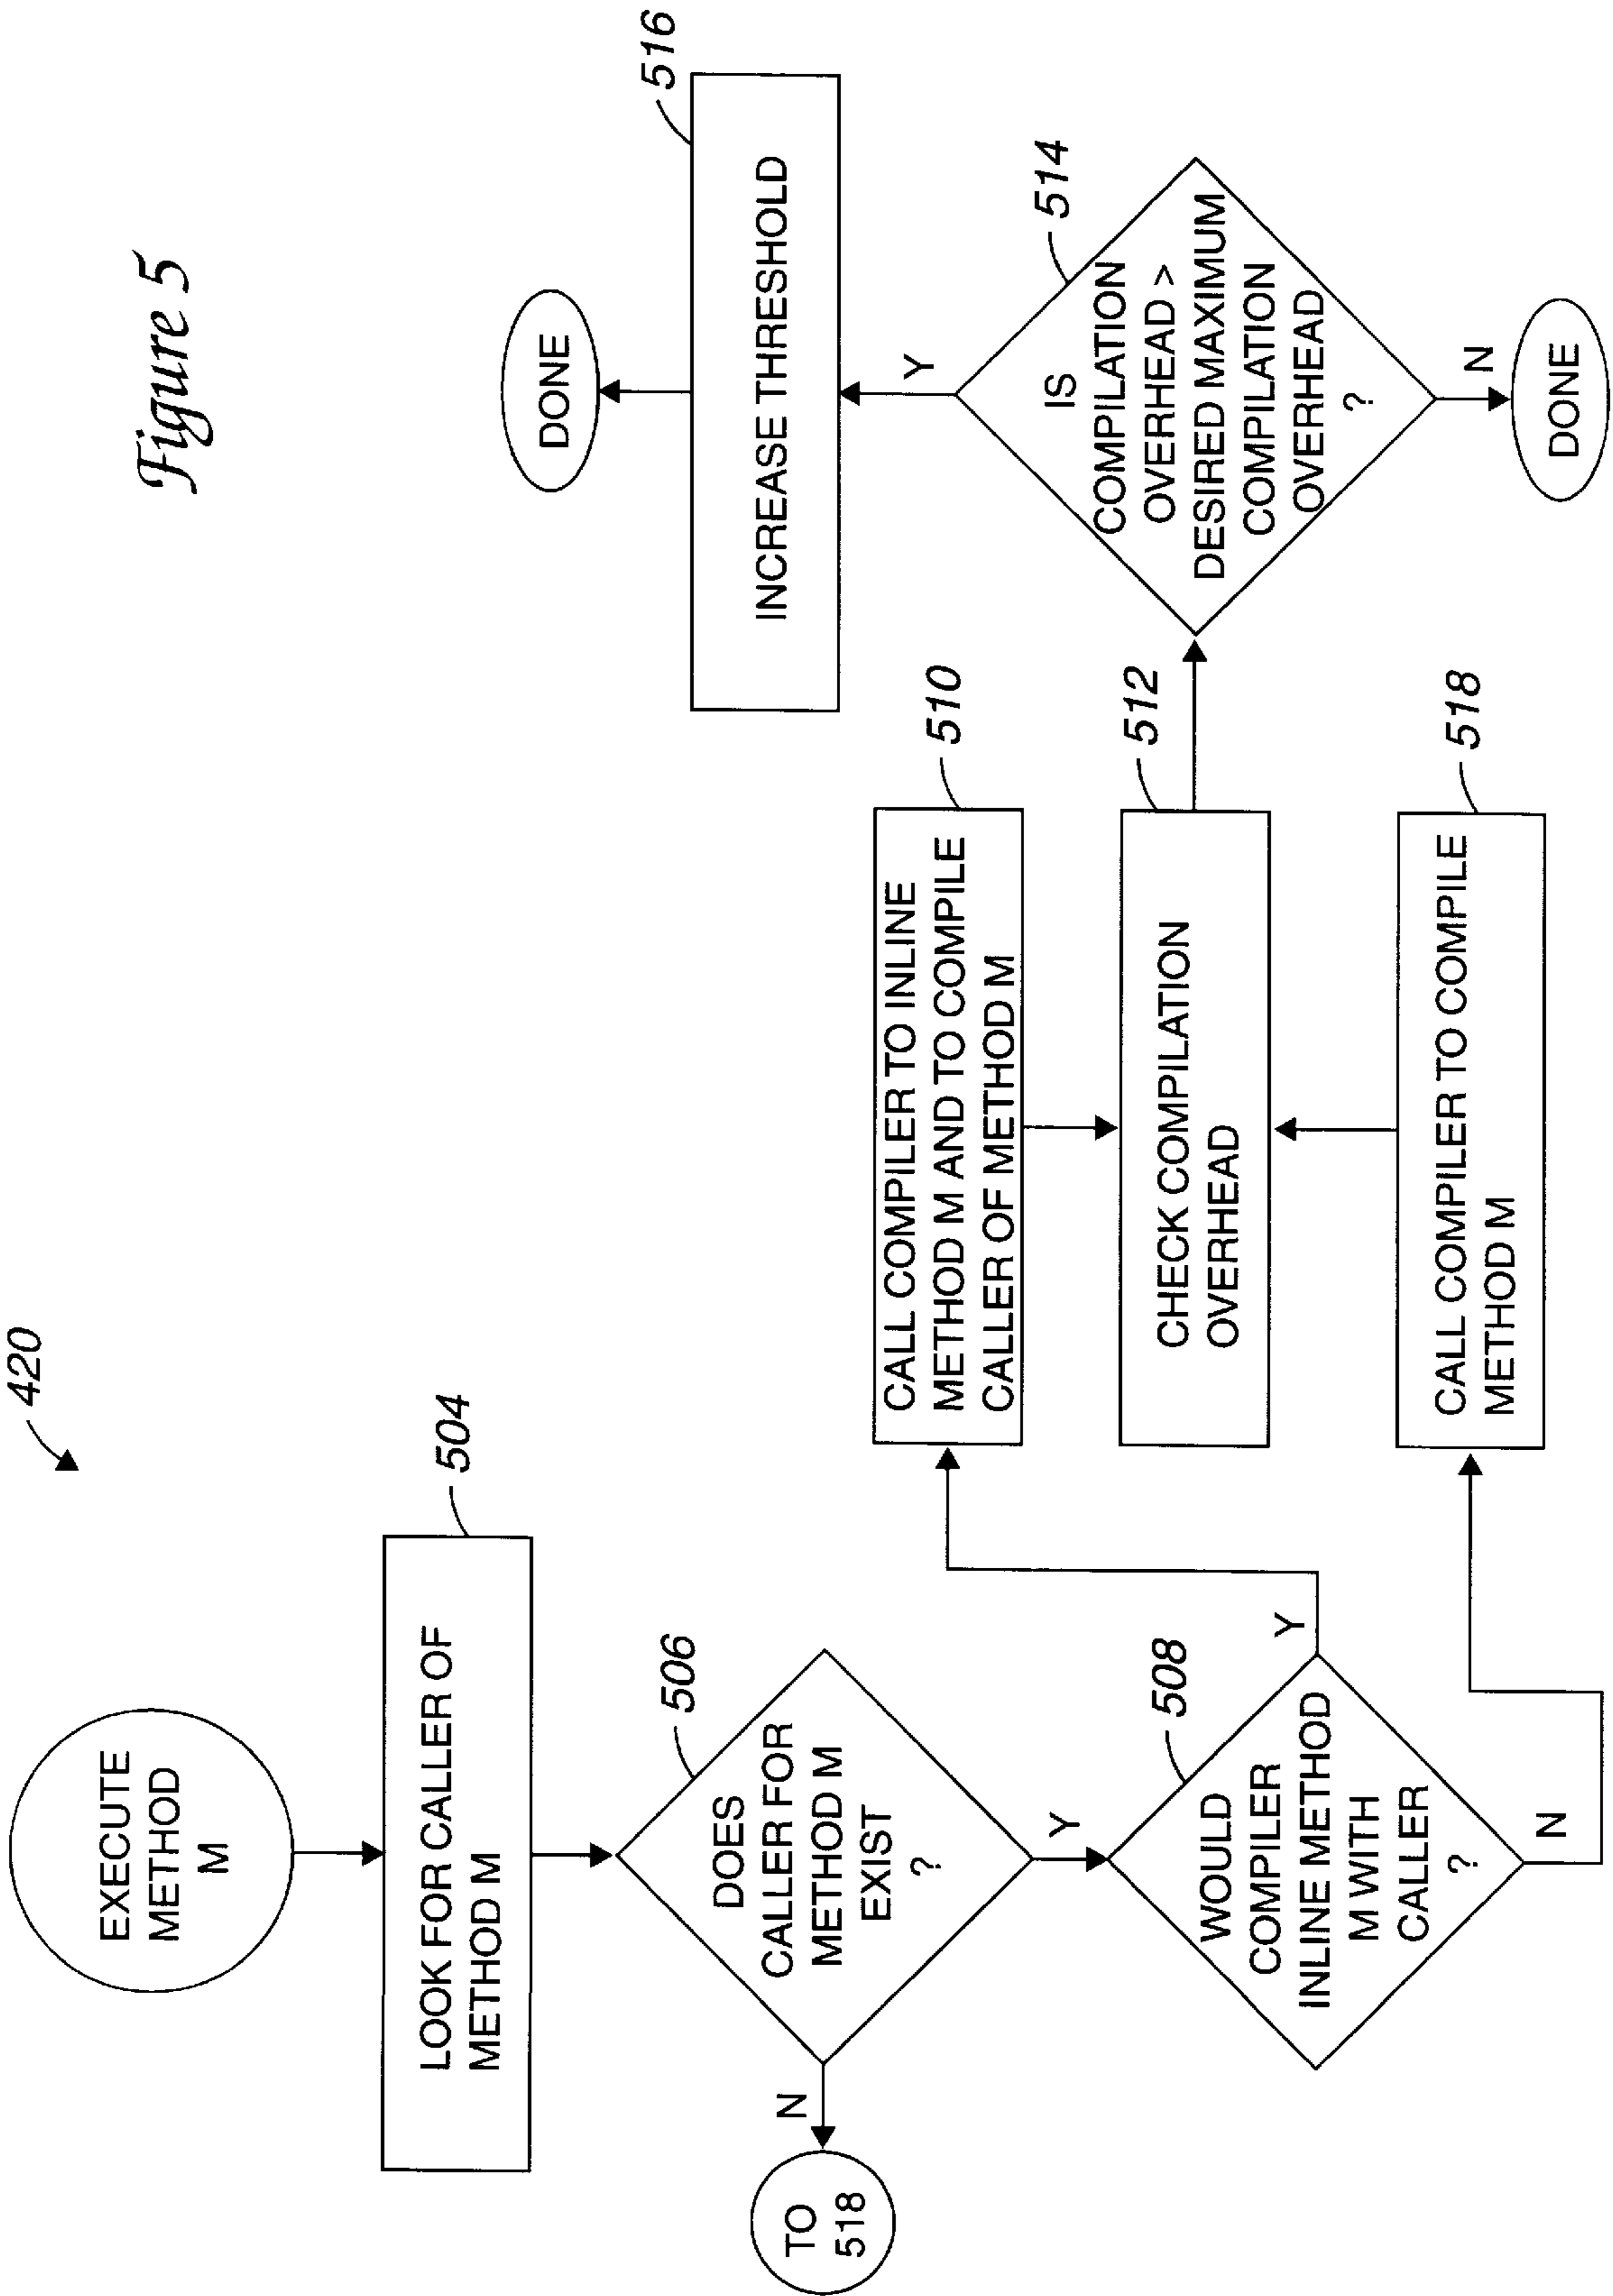 Figure 5
420
EXECUTE
METHOD
M
504
LOOK FOR CALLER OF
METHOD M
506
DOES
CALLER FOR
METHOD M
EXIST
?
N
TO
518
Y
508
WOULD
COMPILER
INLINE METHOD
M WITH
CALLER
?
Y
N
510
CALL COMPILER TO INLINE
METHOD M AND TO COMPILE
CALLER OF METHOD M
512
CHECK COMPILATION
OVERHEAD
518
CALL COMPILER TO COMPILE
METHOD M
514
IS
COMPILATION
OVERHEAD >
DESIRED MAXIMUM
COMPILATION
OVERHEAD
?
Y
N
516
INCREASE THRESHOLD
DONE
DONE